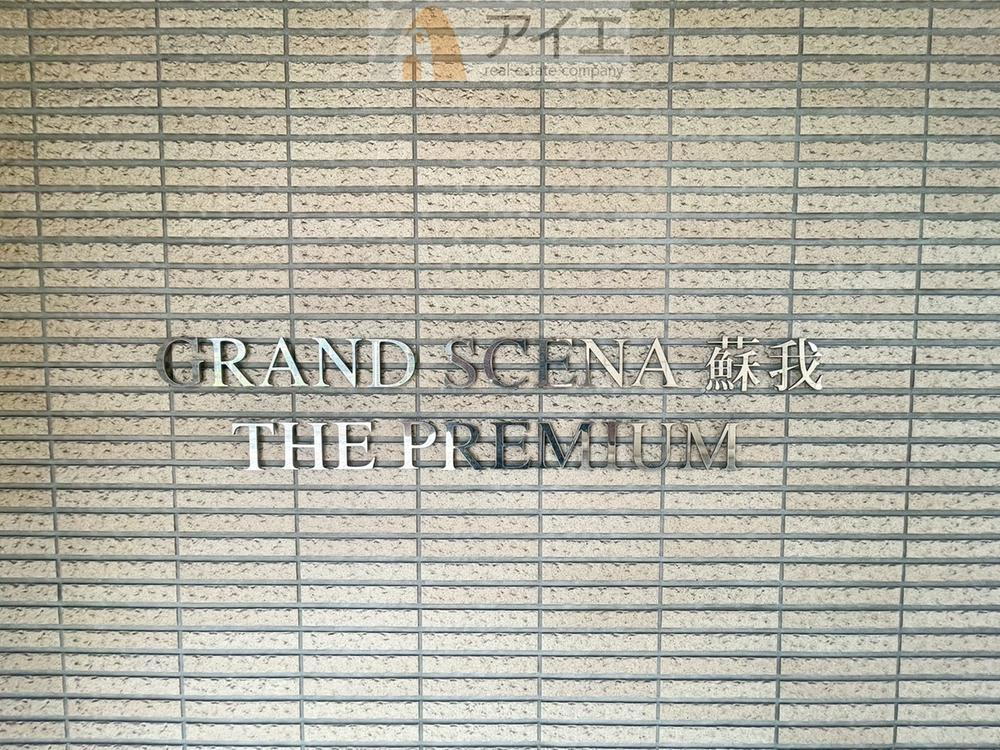 アイエ
real estate company
GRAND SCENA 蘇我
THE PREMIUM